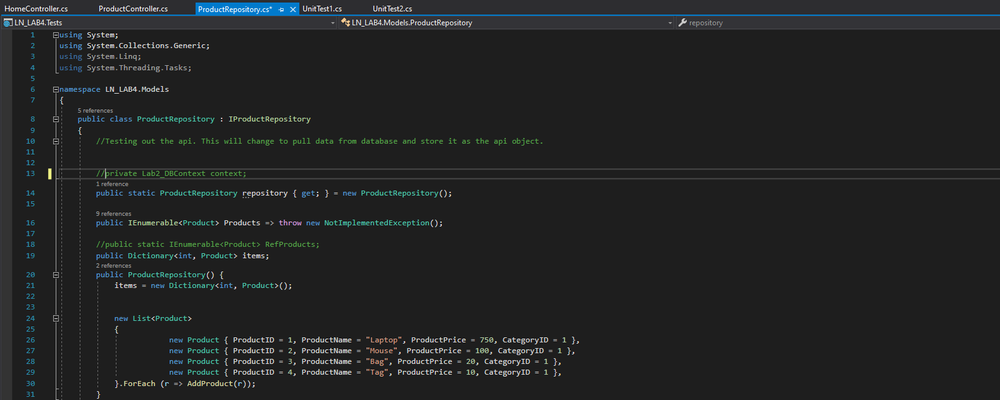 HomeController.cs ProductController.cs ProductRepository.cs* UnitTest1.cs UnitTest2.cs
LN_LAB4.Tests LN_LAB4.Models.ProductRepository repository
1 using System;
2 using System.Collections.Generic;
3 using System.Linq;
4 using System.Threading.Tasks;
5
6 namespace LN_LAB4.Models
7 {
5 references
8 public class ProductRepository : IProductRepository
9 {
10 //Testing out the api. This will change to pull data from database and store it as the api object.
11
12
13 //private Lab2_DBContext context;
1 reference
14 public static ProductRepository repository { get; } = new ProductRepository();
15
9 references
16 public IEnumerable<Product> Products => throw new NotImplementedException();
17
18 //public static IEnumerable<Product> RefProducts;
19 public Dictionary<int, Product> items;
2 references
20 public ProductRepository() {
21 items = new Dictionary<int, Product>();
22
23
24 new List<Product>
25 {
26 new Product { ProductID = 1, ProductName = "Laptop", ProductPrice = 750, CategoryID = 1 },
27 new Product { ProductID = 2, ProductName = "Mouse", ProductPrice = 100, CategoryID = 1 },
28 new Product { ProductID = 3, ProductName = "Bag", ProductPrice = 20, CategoryID = 1 },
29 new Product { ProductID = 4, ProductName = "Tag", ProductPrice = 10, CategoryID = 1 },
30 }.ForEach (r => AddProduct(r));
31 }